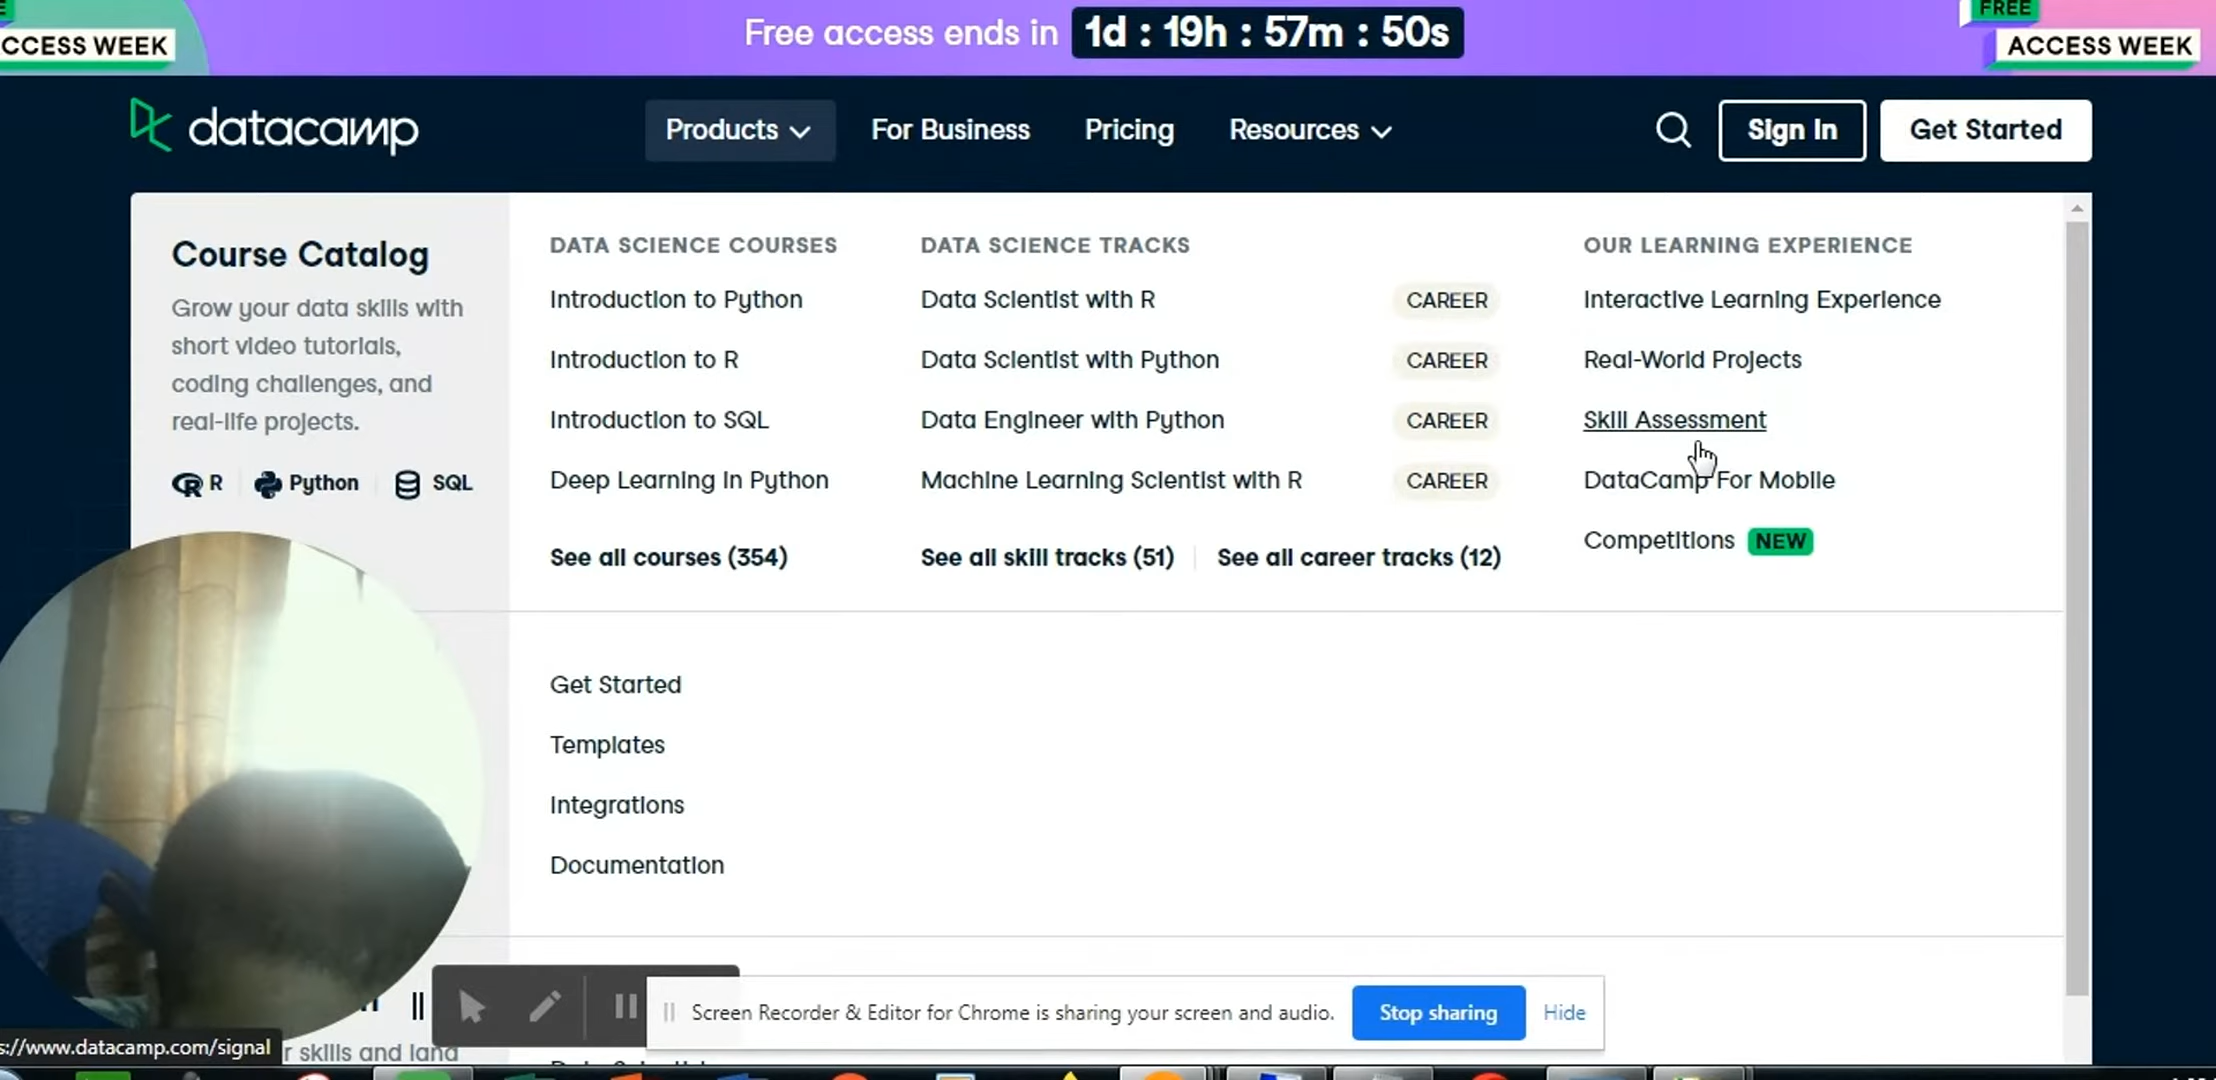 Free access ends in 1d : 19h : 57m : 50s
CCESS WEEK
FREE
ACCESS WEEK
datacamp
Products
For Business
Pricing
Resources
Sign In
Get Started
Course Catalog
Grow your data skills with
short video tutorials,
coding challenges, and
real-life projects.
R
Python
SQL
DATA SCIENCE COURSES
Introduction to Python
Introduction to R
Introduction to SQL
Deep Learning in Python
See all courses (354)
DATA SCIENCE TRACKS
Data Scientist with R CAREER
Data Scientist with Python CAREER
Data Engineer with Python CAREER
Machine Learning Scientist with R CAREER
See all skill tracks (51)
See all career tracks (12)
OUR LEARNING EXPERIENCE
Interactive Learning Experience
Real-World Projects
Skill Assessment
DataCamp For Mobile
Competitions NEW
Get Started
Templates
Integrations
Documentation
Screen Recorder & Editor for Chrome is sharing your screen and audio.
Stop sharing
Hide
s://www.datacamp.com/signal
r skills and land